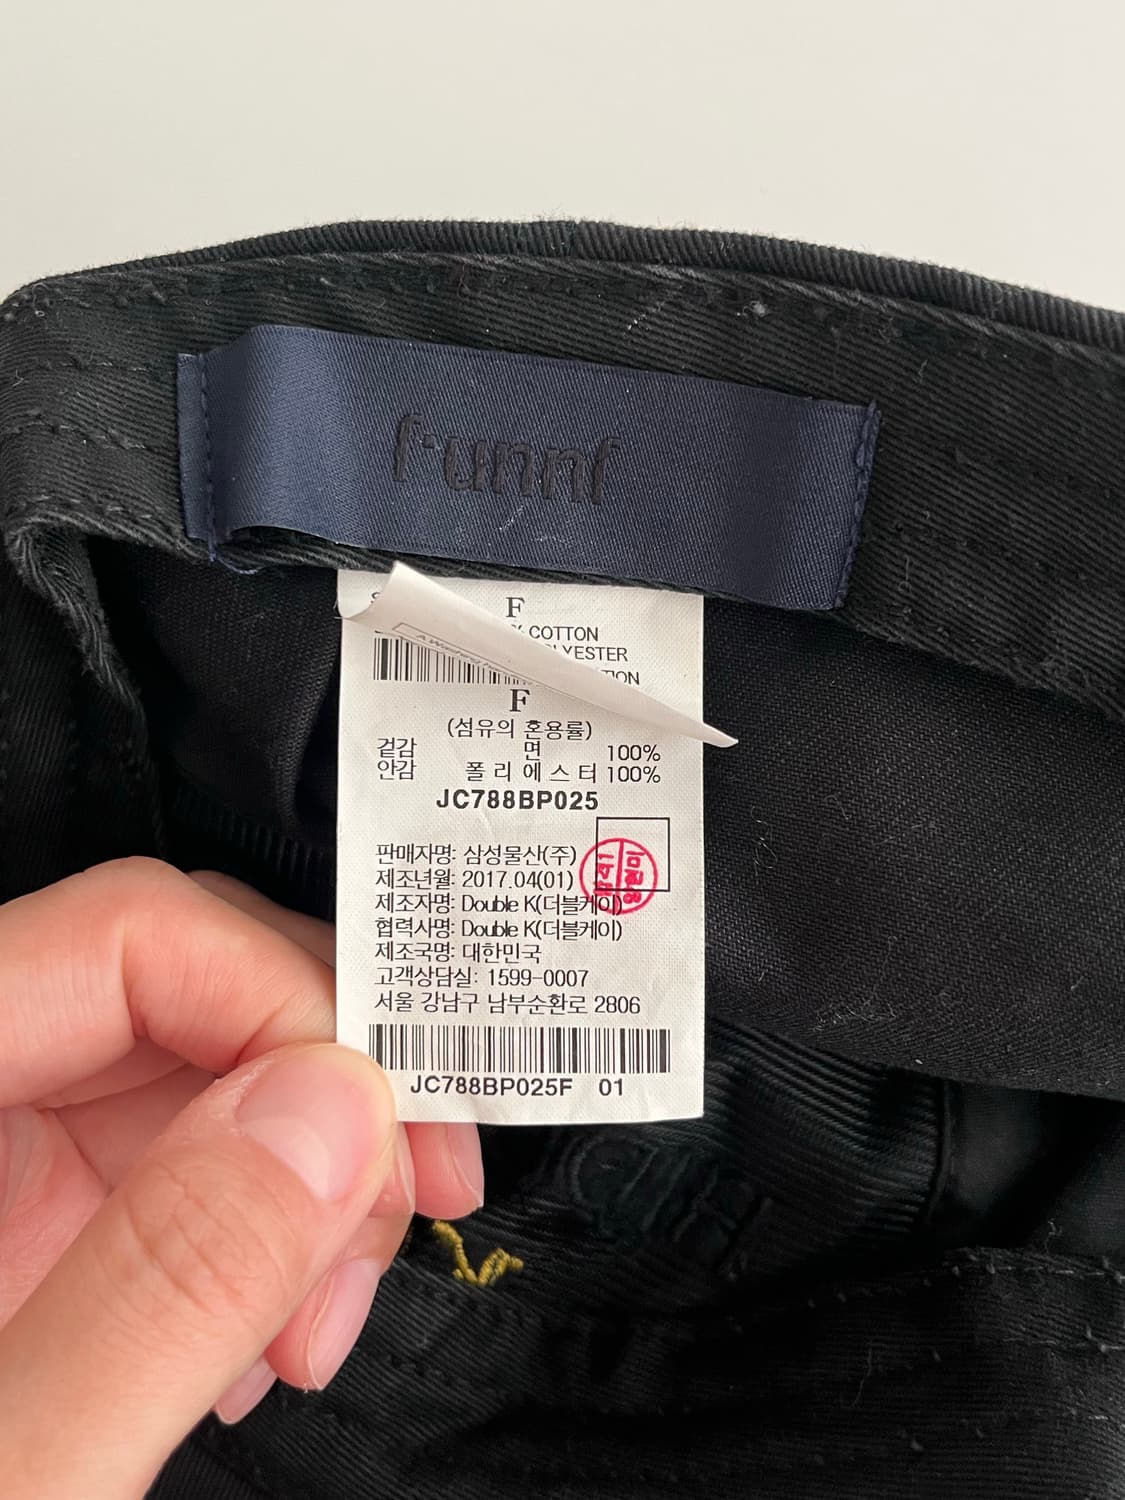 f·unnf
F
% COTTON
LYESTER
TION
F
(섬유의 혼용률)
겉감 면 100%
안감 폴리에스터 100%
JC788BP025
판매자명: 삼성물산(주)
제조년월: 2017.04(01)
제조자명: Double K(더블케이)
협력사명: Double K(더블케이)
제조국명: 대한민국
고객상담실: 1599-0007
서울 강남구 남부순환로 2806
JC788BP025F 01